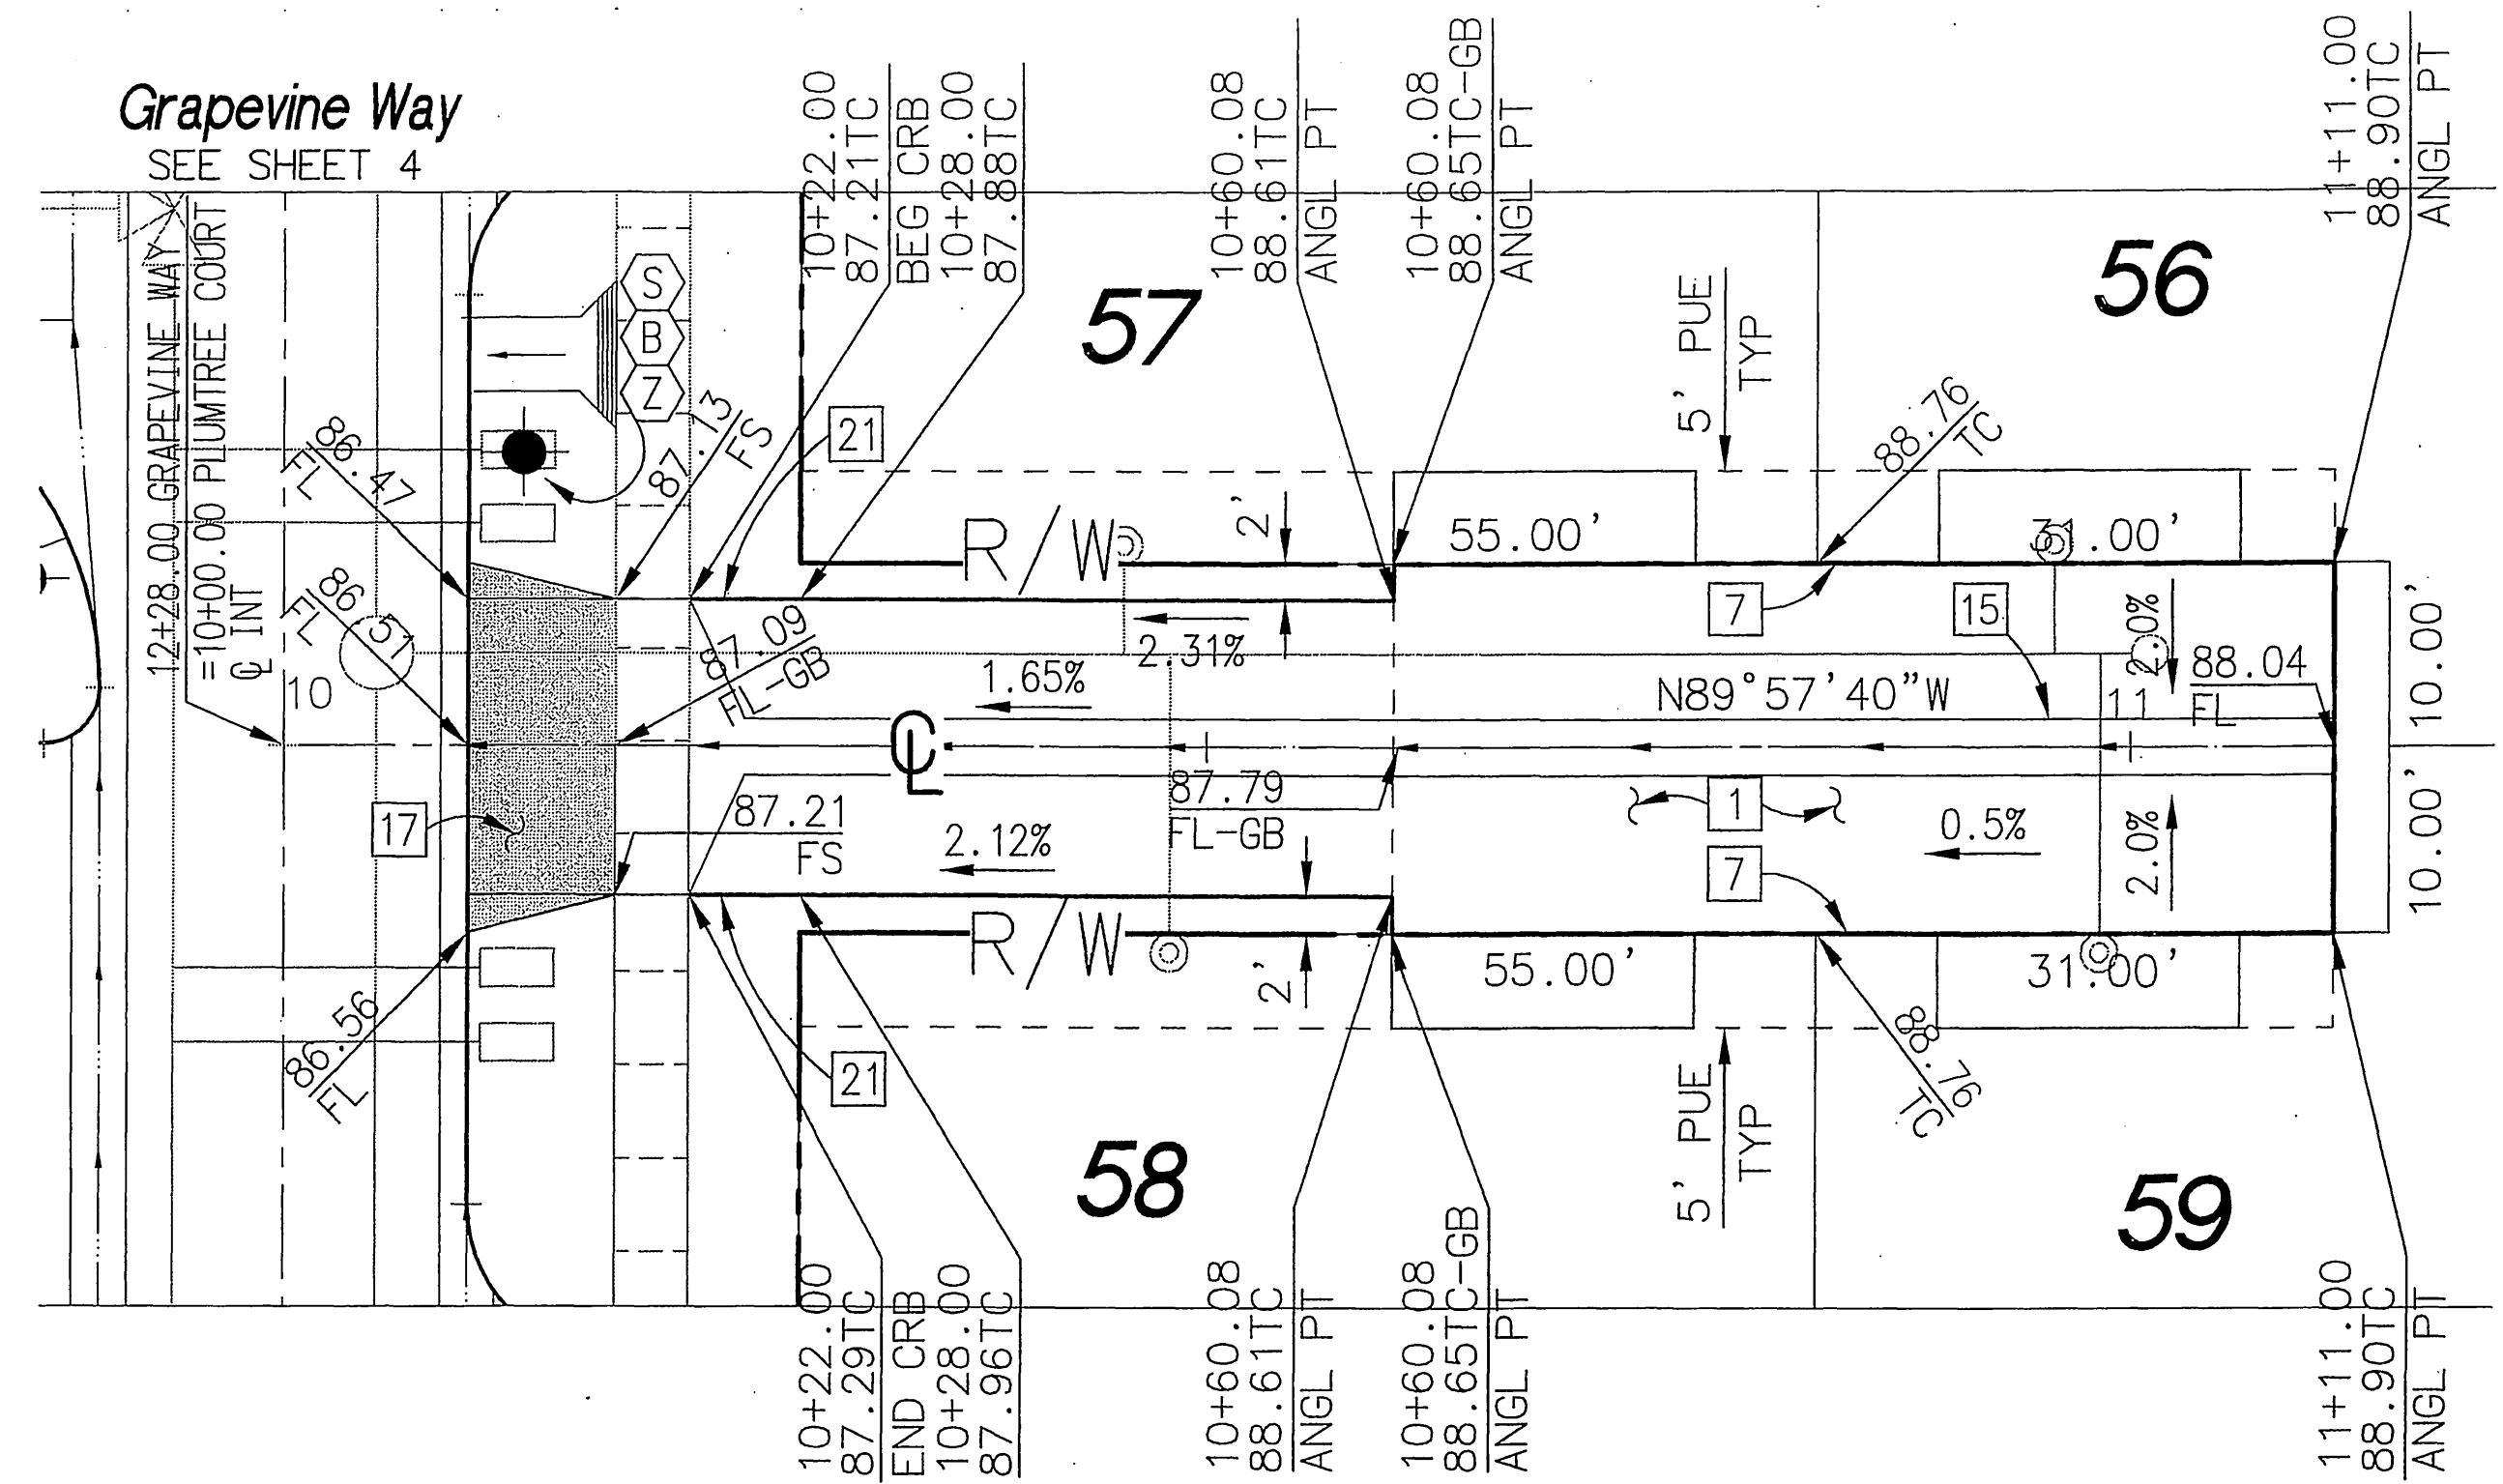 Grapevine Way
SEE SHEET 4
12+28.00 GRAPEVINE WAY
=10+00.00 PLUMTREE COURT
℄ INT
10+22.00
87.21TC
BEG CRB
10+28.00
87.88TC
10+60.08
88.61TC
ANGL PT
10+60.08
88.65TC-GB
ANGL PT
11+11.00
88.90TC
ANGL PT
57
56
S
B
Z
5' PUE
TYP
86.47
FL
87.13
FS
21
88.76
TC
R/W
2'
55.00'
31.00'
86.57
FL
10
87.09
FL-GB
1.65%
2.31%
7
15
N89°57'40"W
11
2.00%
88.04
FL
10.00'
℄
17
87.21
FS
2.12%
87.79
FL-GB
1
7
0.5%
2.0%
10.00'
R/W
2'
55.00'
31.00'
86.56
FL
21
88.76
TC
5' PUE
TYP
58
59
10+22.00
87.29TC
END CRB
10+28.00
87.96TC
10+60.08
88.61TC
ANGL PT
10+60.08
88.65TC-GB
ANGL PT
11+11.00
88.90TC
ANGL PT